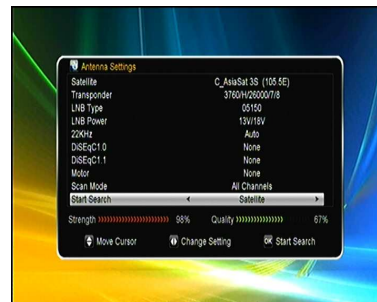 Antenna Settings
Satellite C_AsiaSat 3S (105.5E)
Transponder 3760/H/26000/7/8
LNB Type 05150
LNB Power 13V/18V
22KHz Auto
DiSEqC1.0 None
DiSEqC1.1 None
Motor None
Scan Mode All Channels
Start Search Satellite
Strength 98% Quality 67%
Move Cursor Change Setting OK Start Search